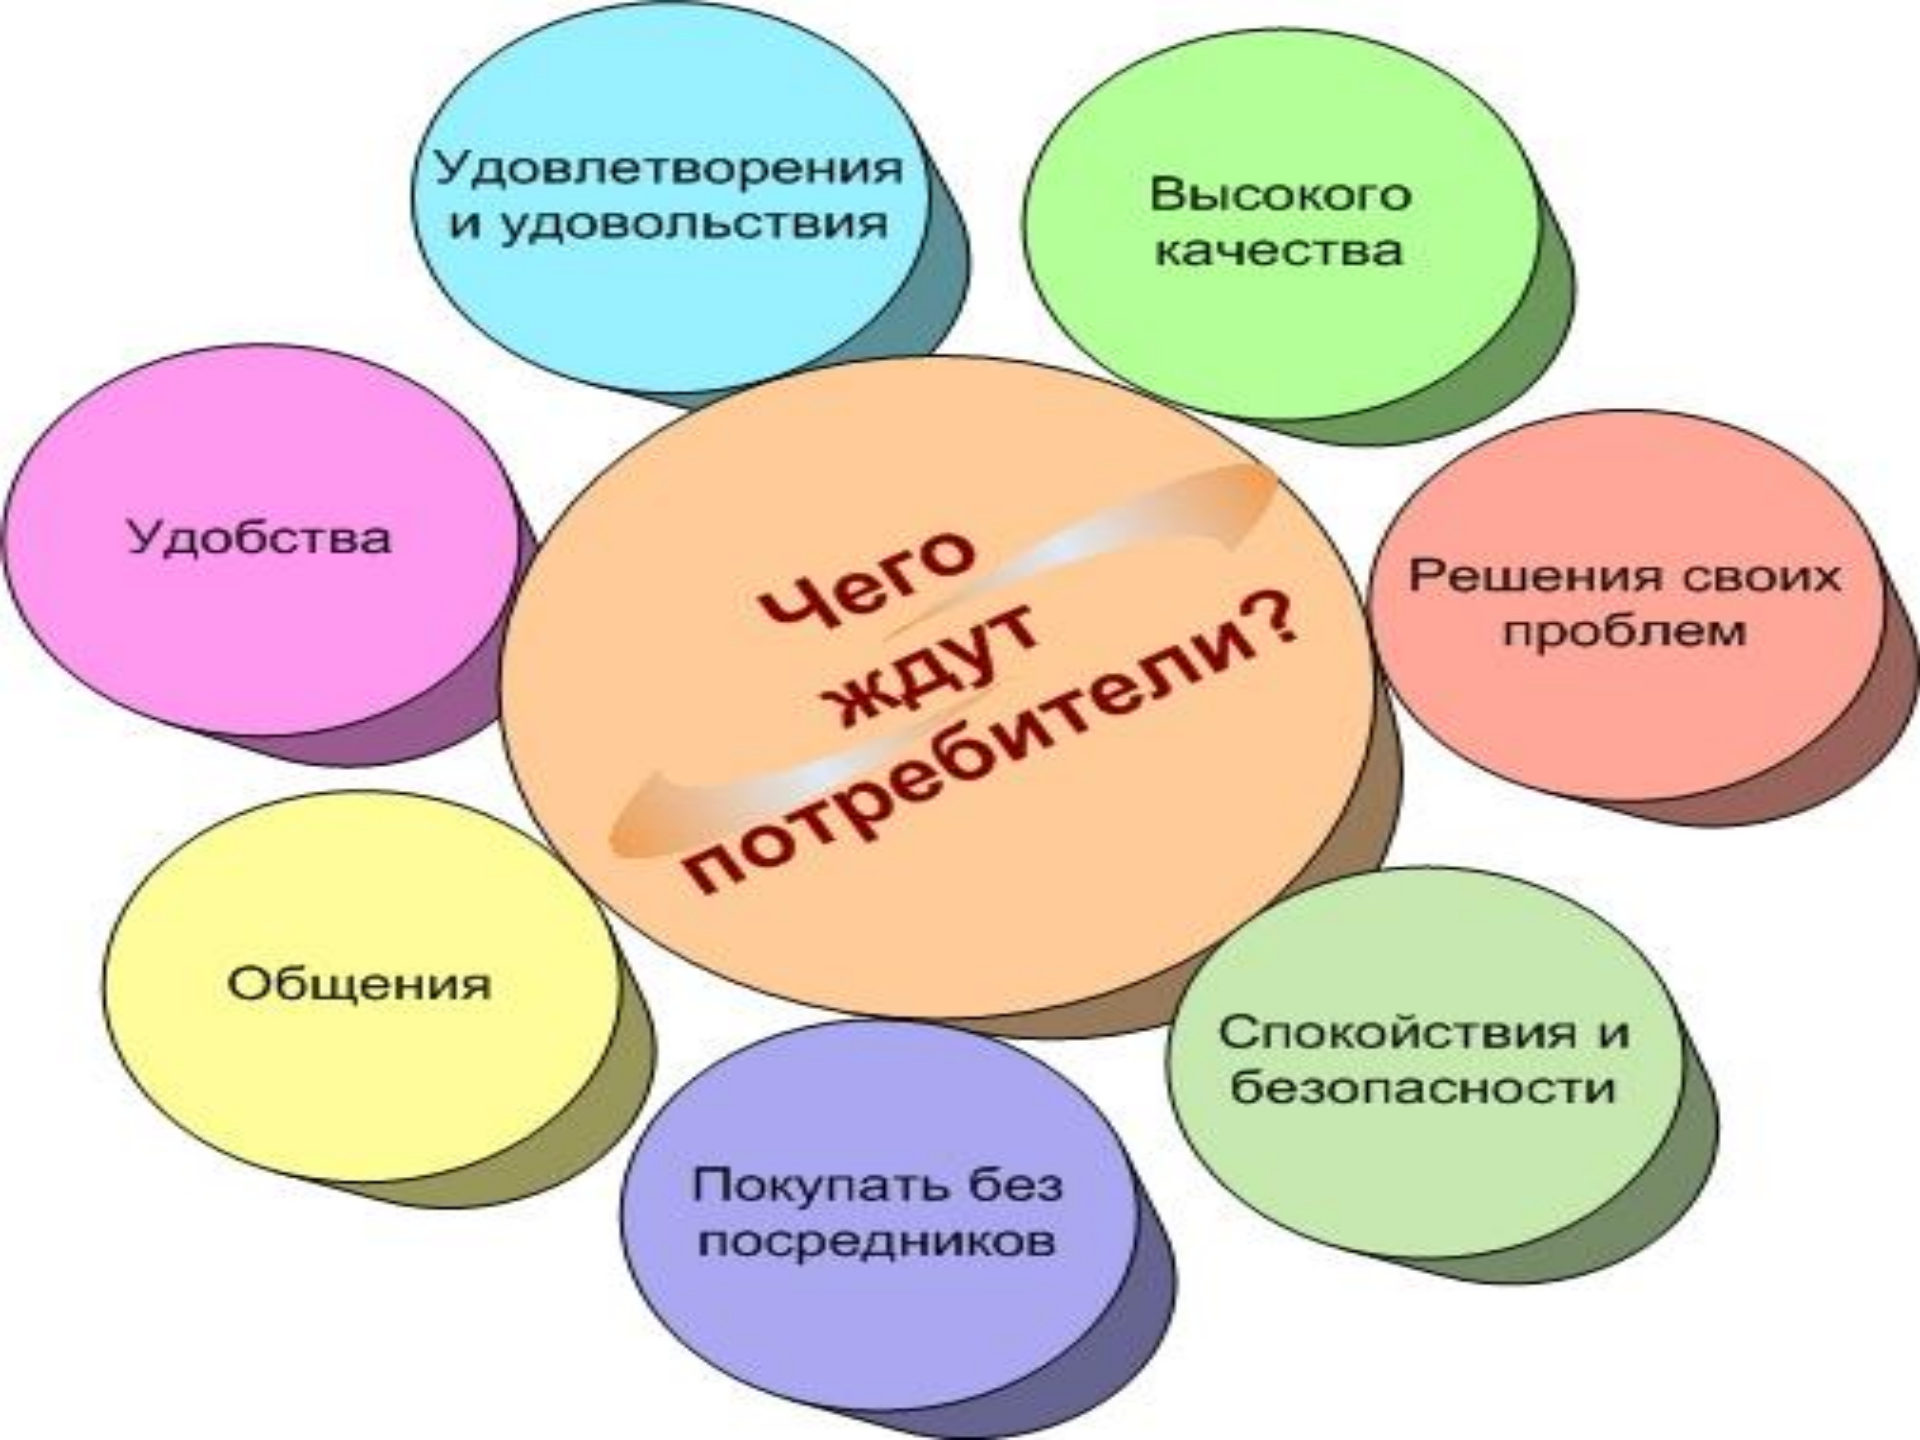 Удовлетворения
и удовольствия
Высокого
качества
Удобства
Чего
ждут
потребители?
Решения своих
проблем
Общения
Спокойствия и
безопасности
Покупать без
посредников